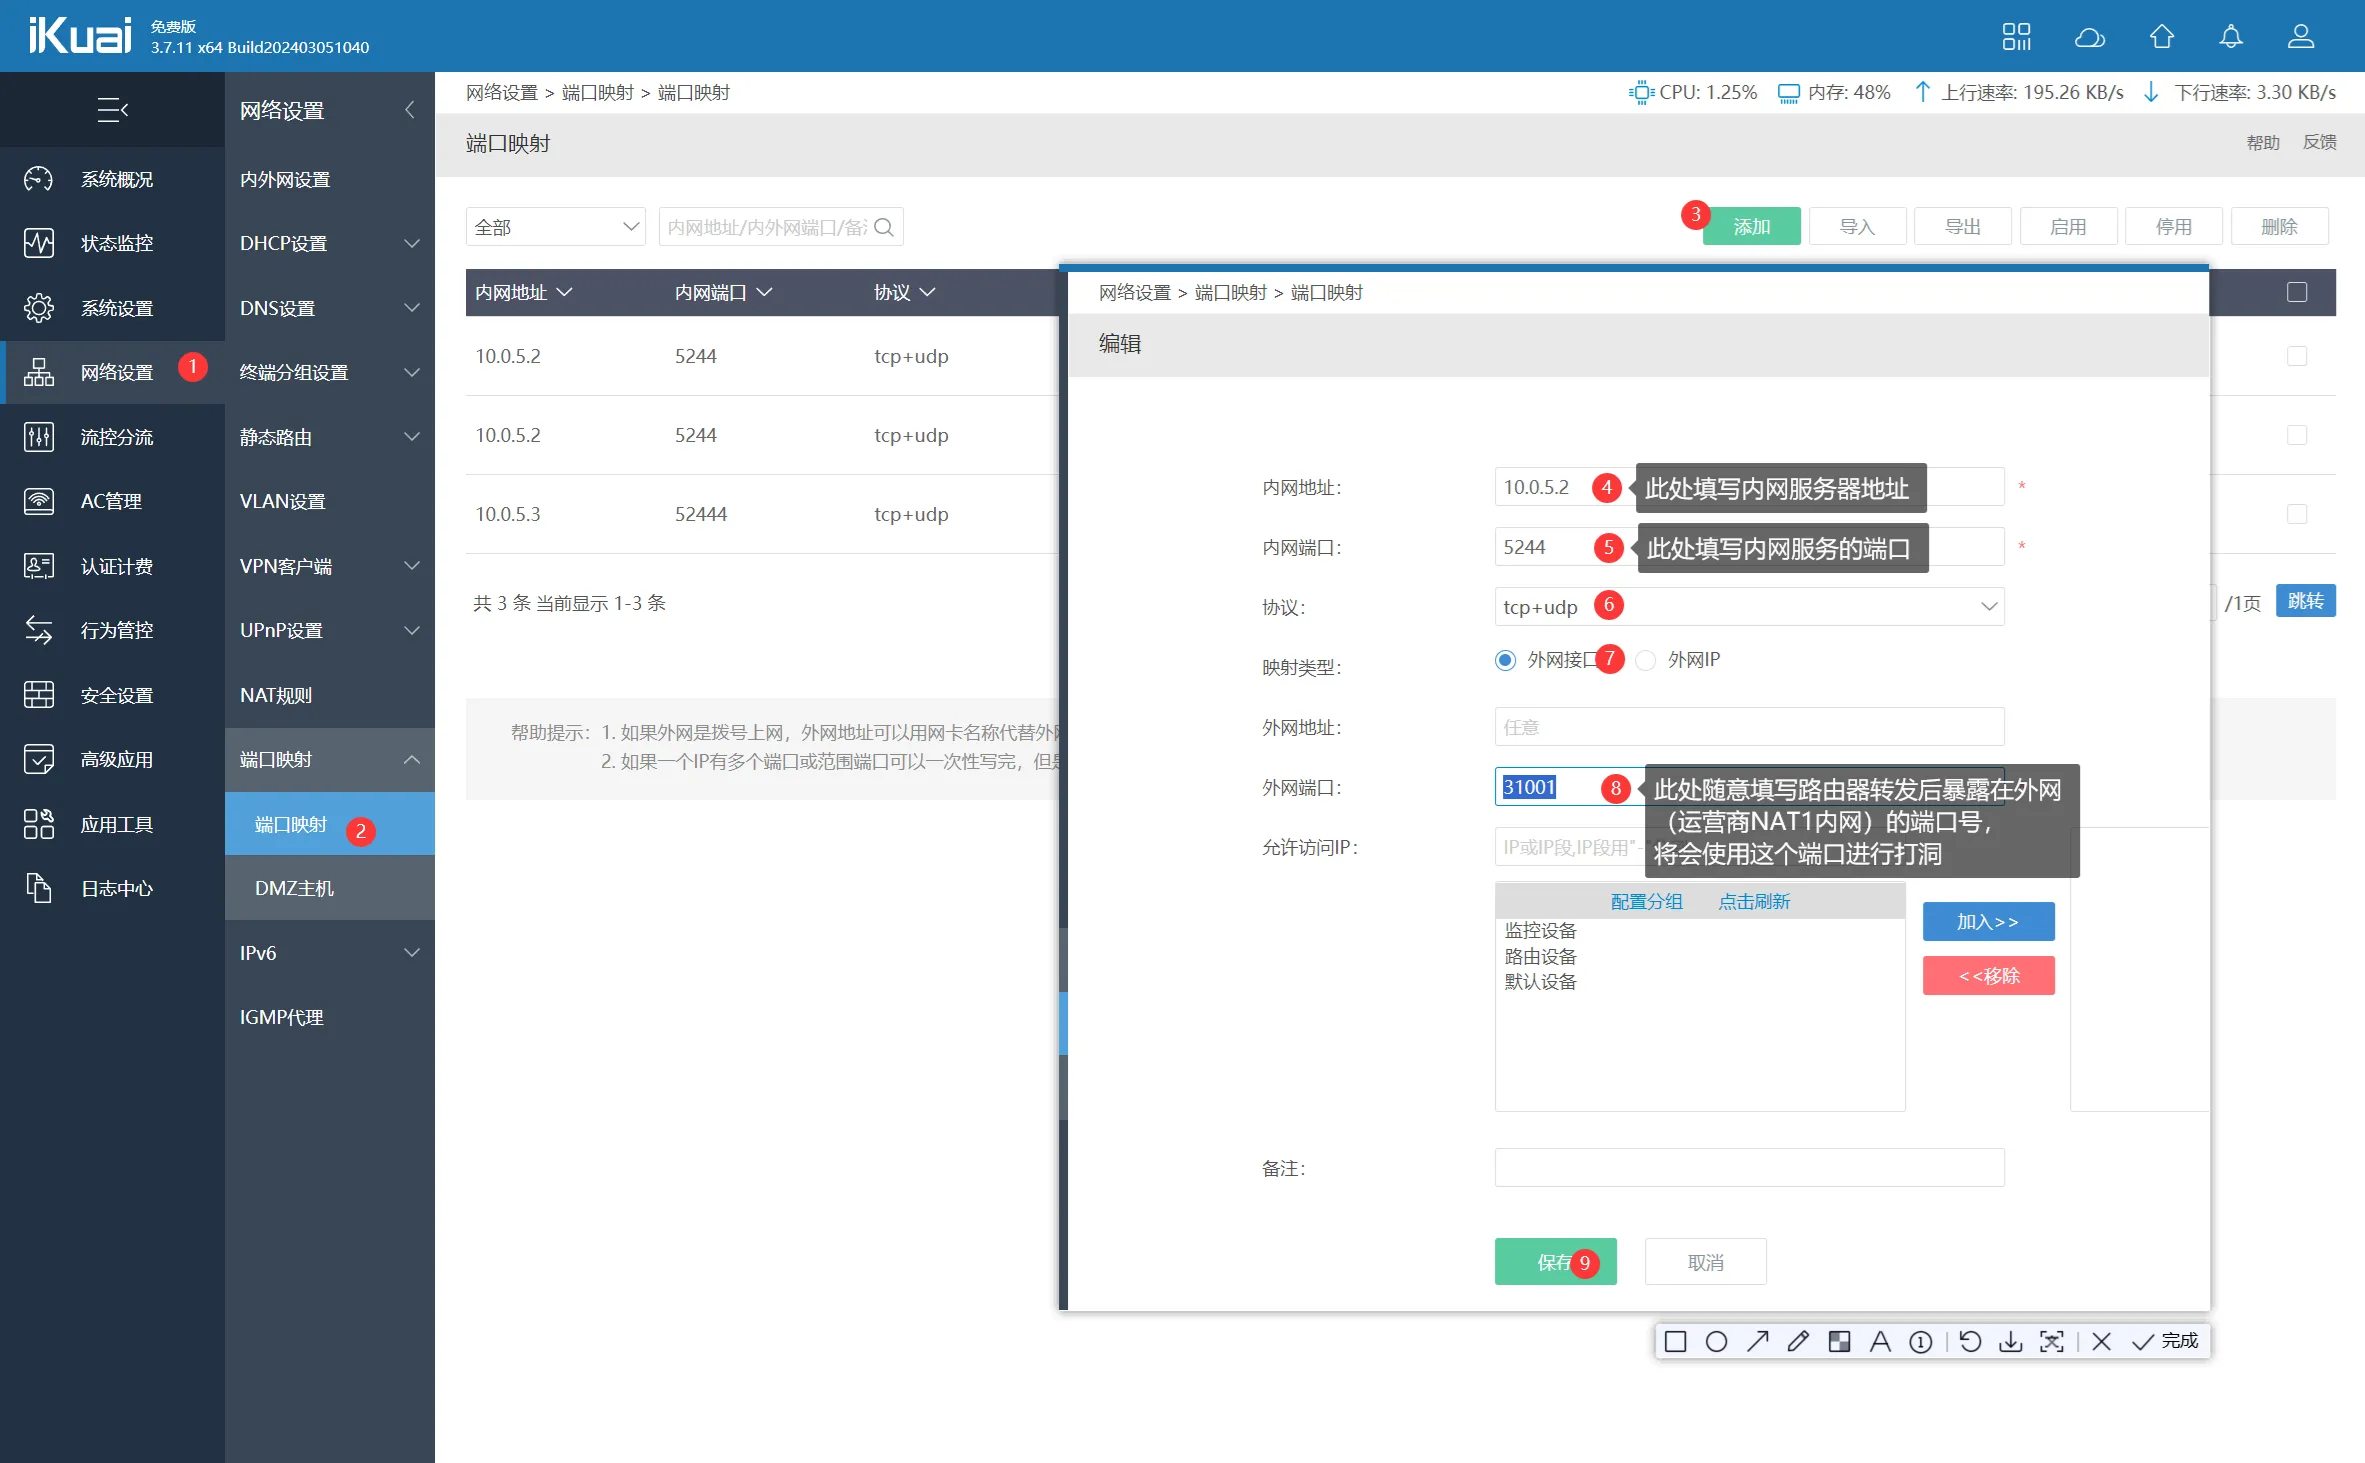 iKuai
免费版
3.7.11 x64 Build202403051040
网络设置
系统概况
状态监控
系统设置
网络设置
1
流控分流
AC管理
认证计费
行为管控
安全设置
高级应用
应用工具
日志中心
内外网设置
DHCP设置
DNS设置
终端分组设置
静态路由
VLAN设置
VPN客户端
UPnP设置
NAT规则
端口映射
端口映射
2
DMZ主机
IPv6
IGMP代理
网络设置 > 端口映射 > 端口映射
CPU: 1.25%
内存: 48%
上行速率: 195.26 KB/s
下行速率: 3.30 KB/s
端口映射
帮助
反馈
全部
内网地址/内外网端口/备
3
添加
导入
导出
启用
停用
删除
内网地址
内网端口
协议
10.0.5.2 5244 tcp+udp
10.0.5.2 5244 tcp+udp
10.0.5.3 52444 tcp+udp
共 3 条 当前显示 1-3 条
/1页
跳转
帮助提示：1. 如果外网是拨号上网，外网地址可以用网卡名称代替外
2. 如果一个IP有多个端口或范围端口可以一次性写完，但
网络设置 > 端口映射 > 端口映射
编辑
内网地址：
10.0.5.2
4
此处填写内网服务器地址
*
内网端口：
5244
5
此处填写内网服务的端口
*
协议：
tcp+udp
6
映射类型：
外网接口
7
外网IP
外网地址：
任意
外网端口：
31001
8
此处随意填写路由器转发后暴露在外网
（运营商NAT1内网）的端口号，
将会使用这个端口进行打洞
允许访问IP：
IP或IP段,IP段用"-
配置分组
点击刷新
监控设备
路由设备
默认设备
加入>>
<<移除
备注：
保存
9
取消
完成